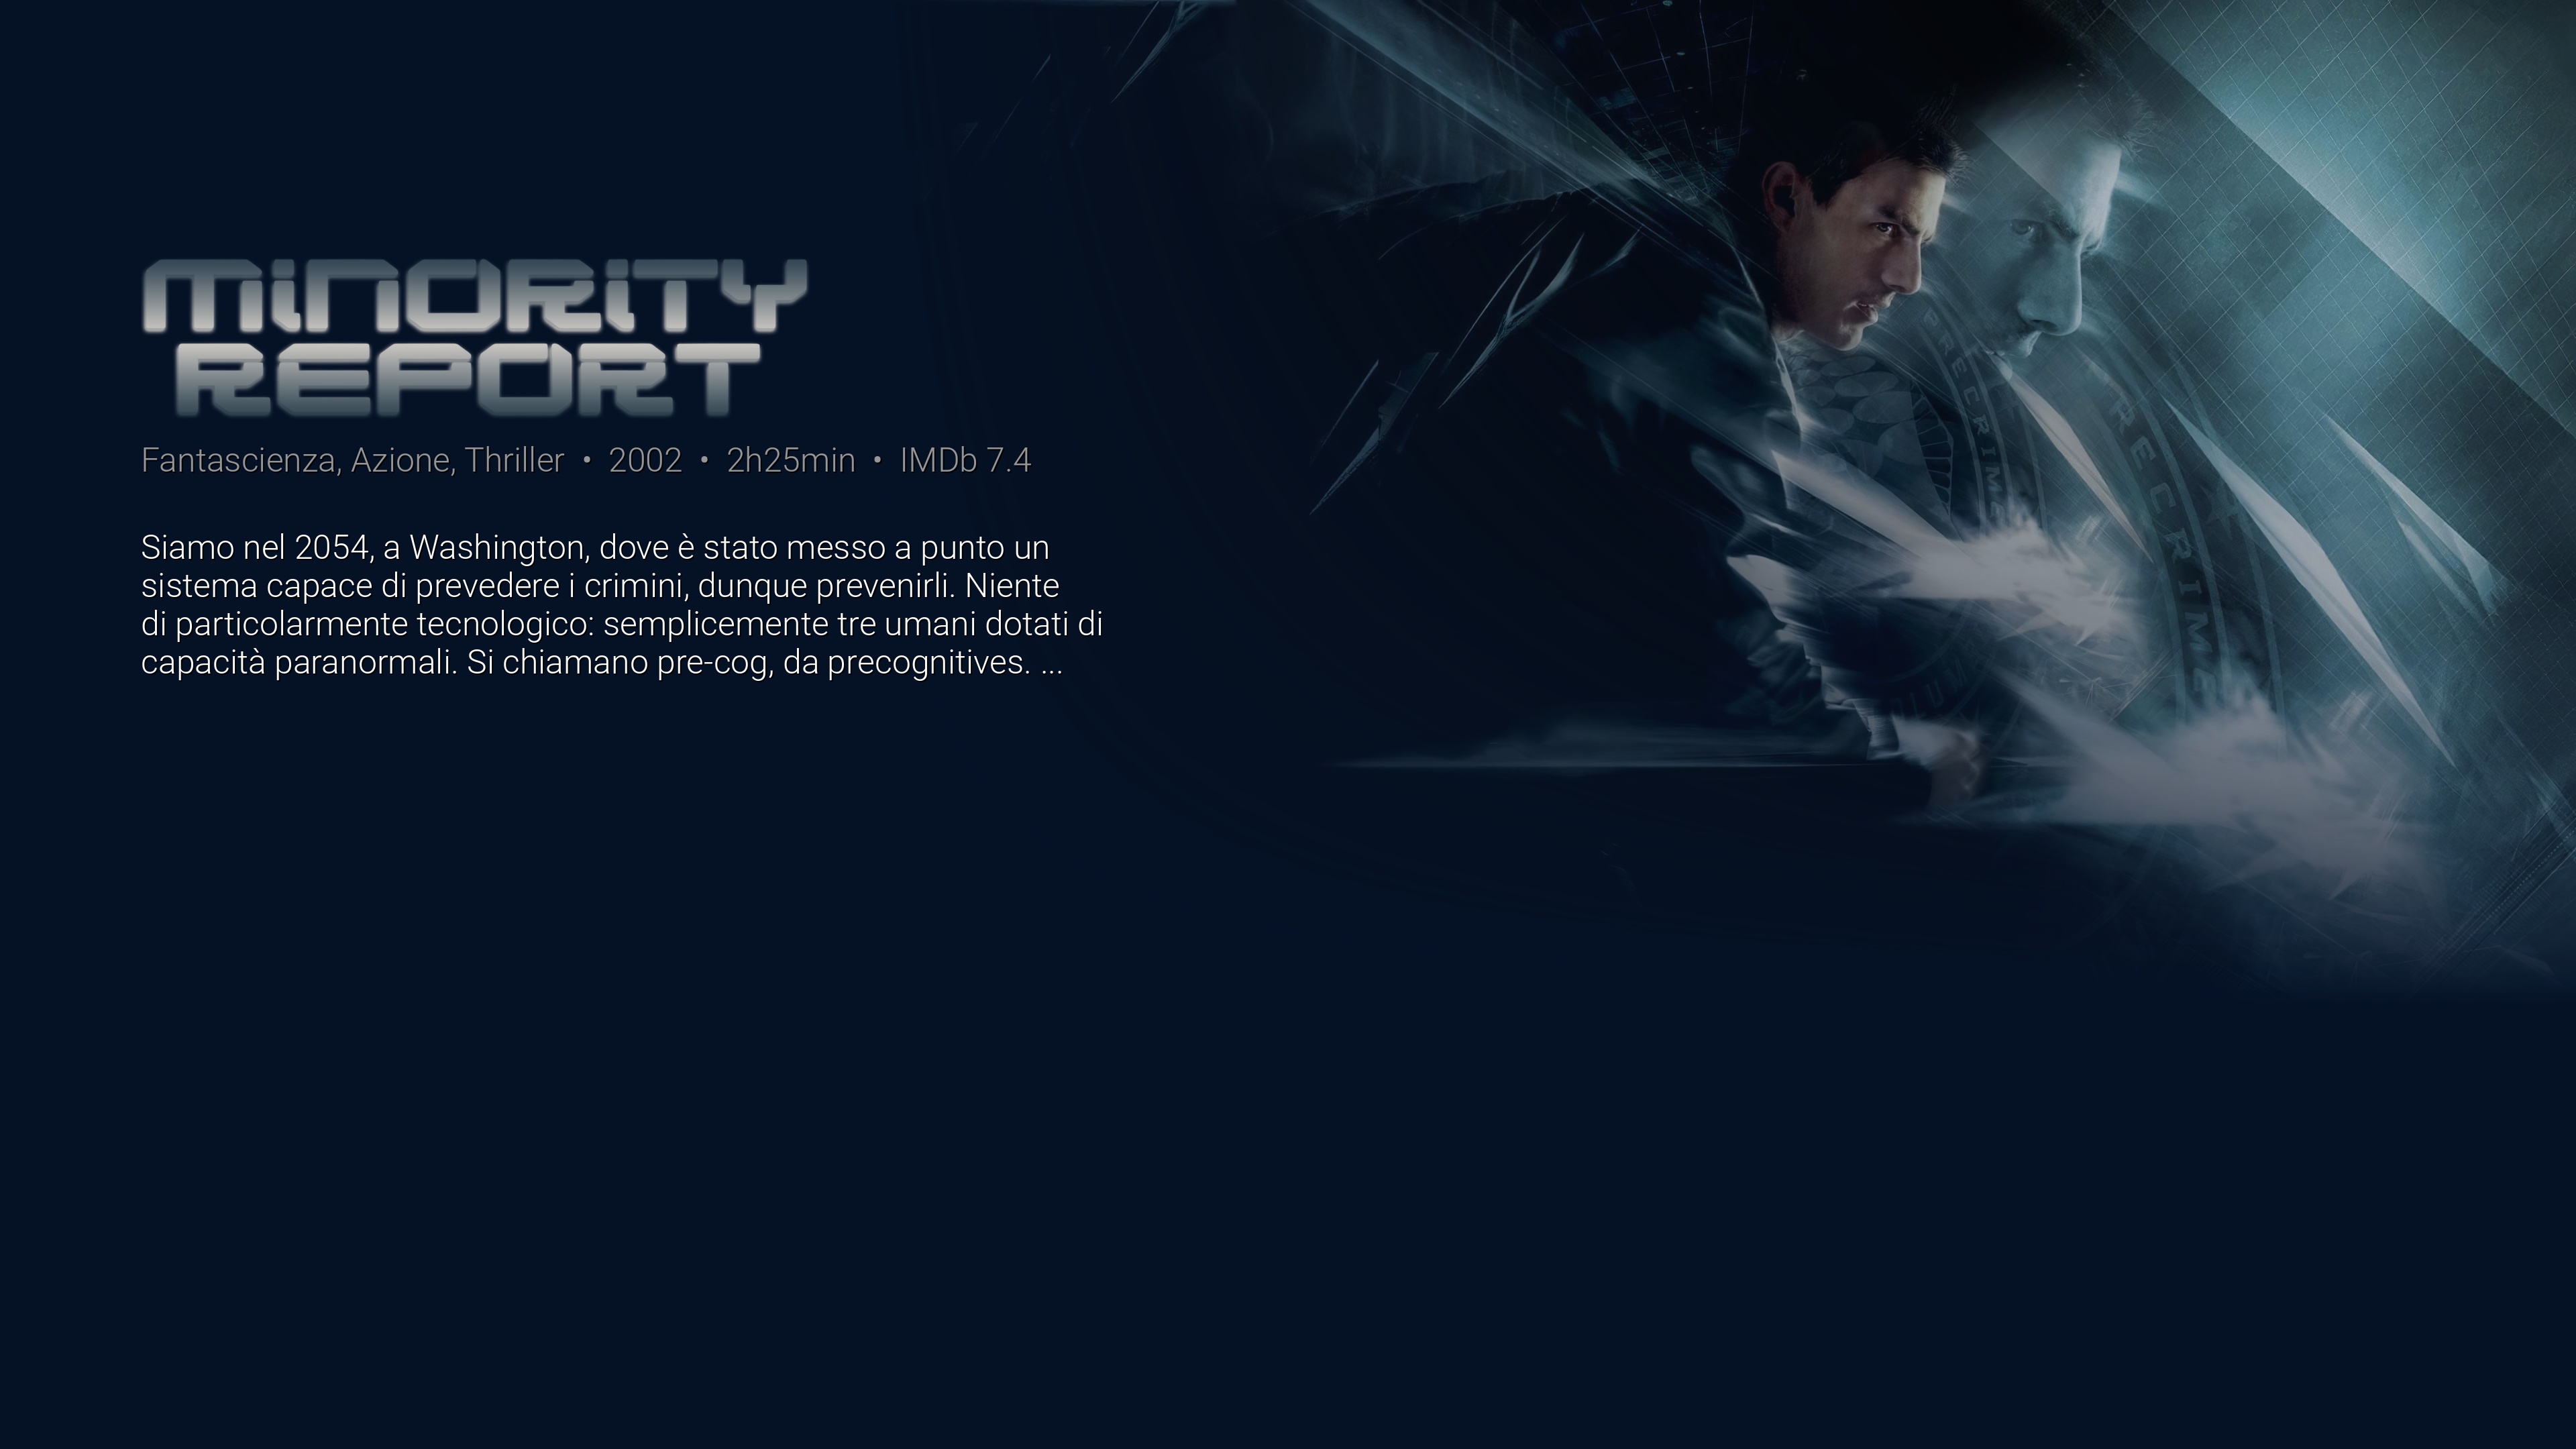 MINORITY
REPORT
Fantascienza, Azione, Thriller • 2002 • 2h25min • IMDb 7.4
Siamo nel 2054, a Washington, dove è stato messo a punto un
sistema capace di prevedere i crimini, dunque prevenirli. Niente
di particolarmente tecnologico: semplicemente tre umani dotati di
capacità paranormali. Si chiamano pre-cog, da precognitives. ...
PRECRIME
PRECRIME